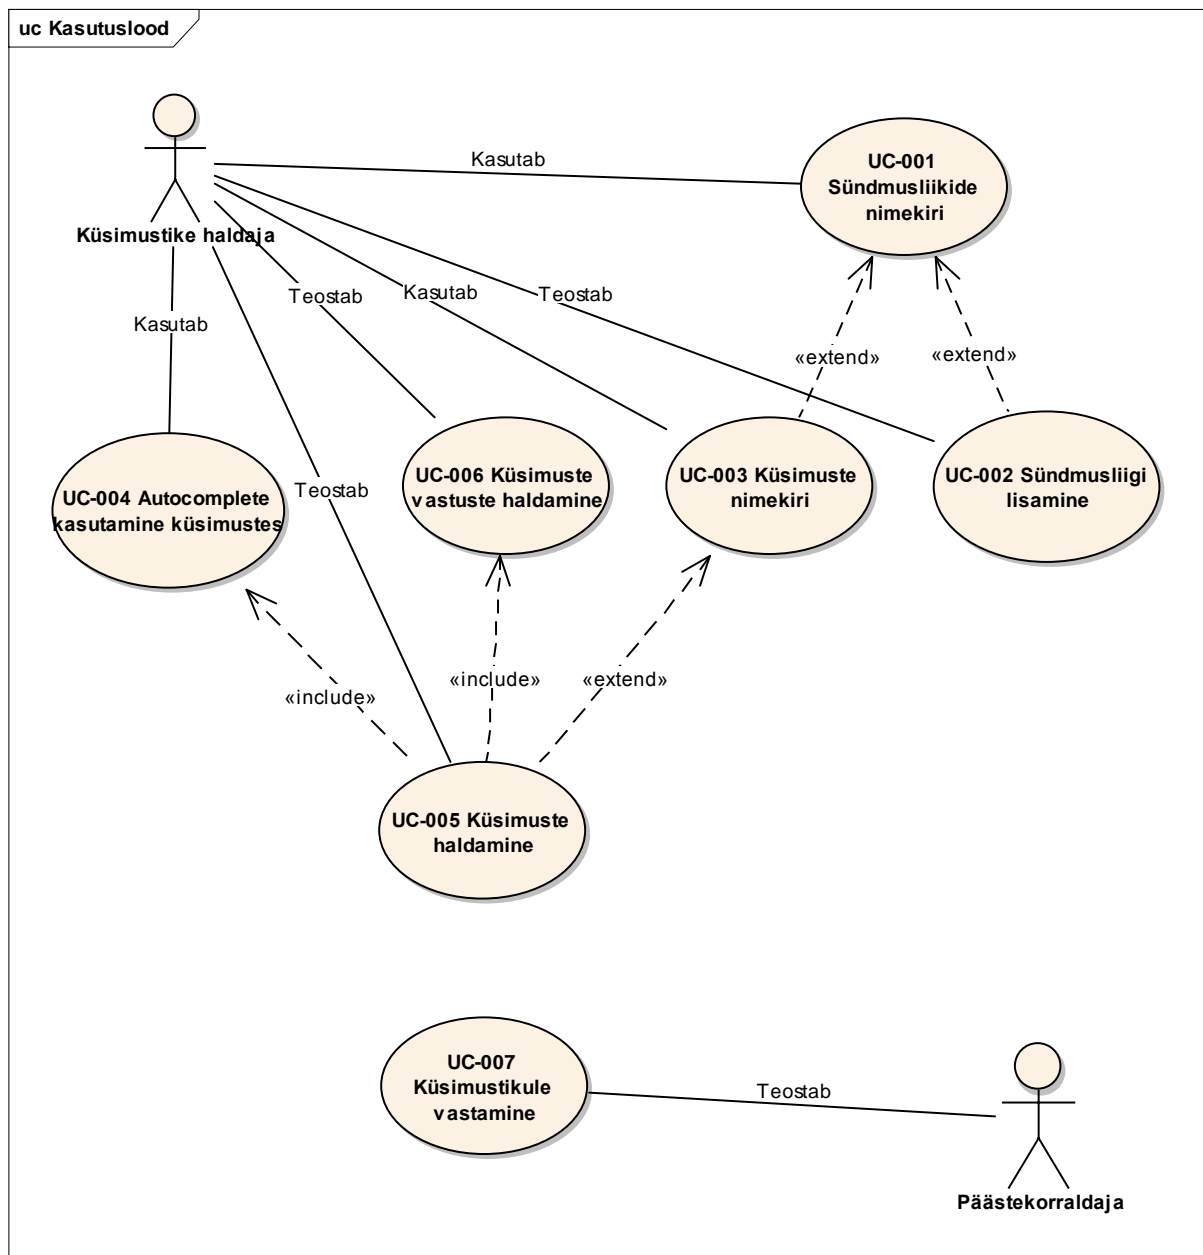 uc Kasutuslood
Küsimustike haldaja
Kasutab
UC-001
Sündmusliikide
nimekiri
Teostab
Kasutab
Teostab
Kasutab
«extend»
«extend»
UC-004 Autocomplete
kasutamine küsimustes
Teostab
UC-006 Küsimuste
vastuste haldamine
UC-003 Küsimuste
nimekiri
UC-002 Sündmusliigi
lisamine
«include»
«include»
«extend»
UC-005 Küsimuste
haldamine
UC-007
Küsimustikule
vastamine
Teostab
Päästekorraldaja